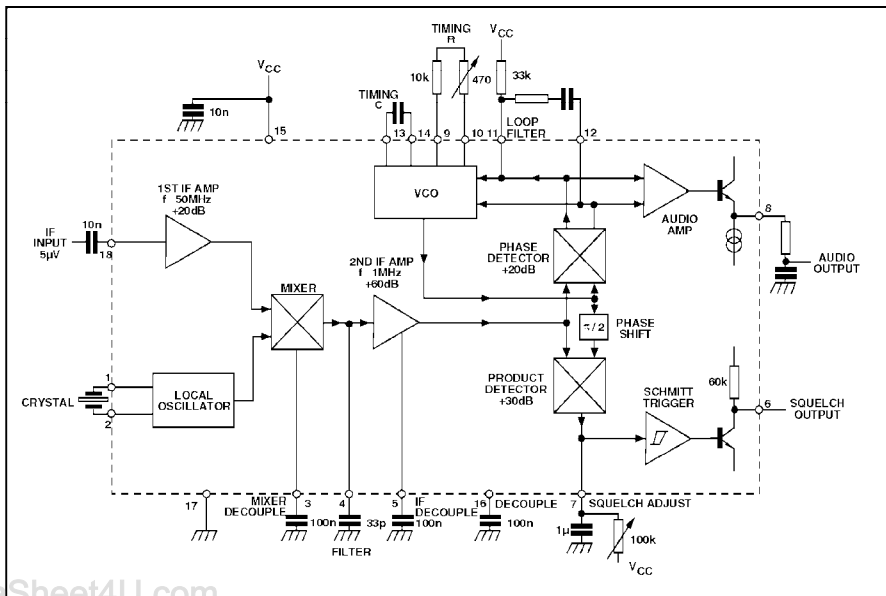 TIMING
R
VCC
VCC
10k
470
33k
TIMING
C
10n
LOOP
FILTER
15
13
14
9
10
11
12
1ST IF AMP
f 50MHz
+20dB
VCO
AUDIO
AMP
8
10n
IF
INPUT
5µV
18
2ND IF AMP
f 1MHz
+60dB
PHASE
DETECTOR
+20dB
AUDIO
OUTPUT
MIXER
π/2
PHASE
SHIFT
1
CRYSTAL
2
LOCAL
OSCILLATOR
PRODUCT
DETECTOR
+30dB
SCHMITT
TRIGGER
60k
6
SQUELCH
OUTPUT
17
MIXER
DECOUPLE
3
4
5
IF
DECOUPLE
16
DECOUPLE
7
SQUELCH ADJUST
100n
33p
100n
100n
1µ
100k
FILTER
VCC
eSheet4U.com